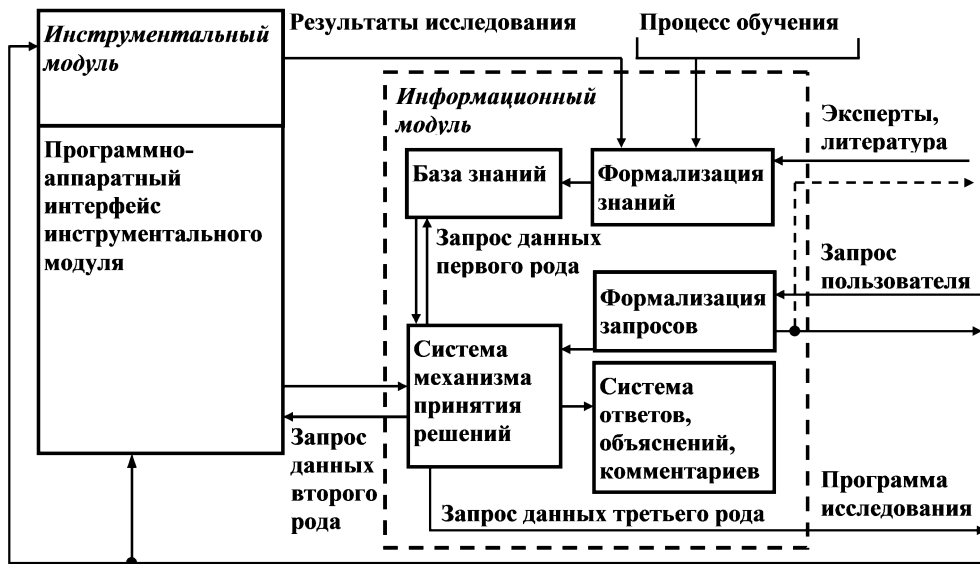 Инструментальный
модуль
Результаты исследования
Процесс обучения
Информационный
модуль
Эксперты,
литература
Программно-
аппаратный
интерфейс
инструментального
модуля
База знаний
Формализация
знаний
Запрос данных
первого рода
Запрос
пользователя
Формализация
запросов
Система
механизма
принятия
решений
Система
ответов,
объяснений,
комментариев
Запрос
данных
второго
рода
Программа
исследования
Запрос данных третьего рода